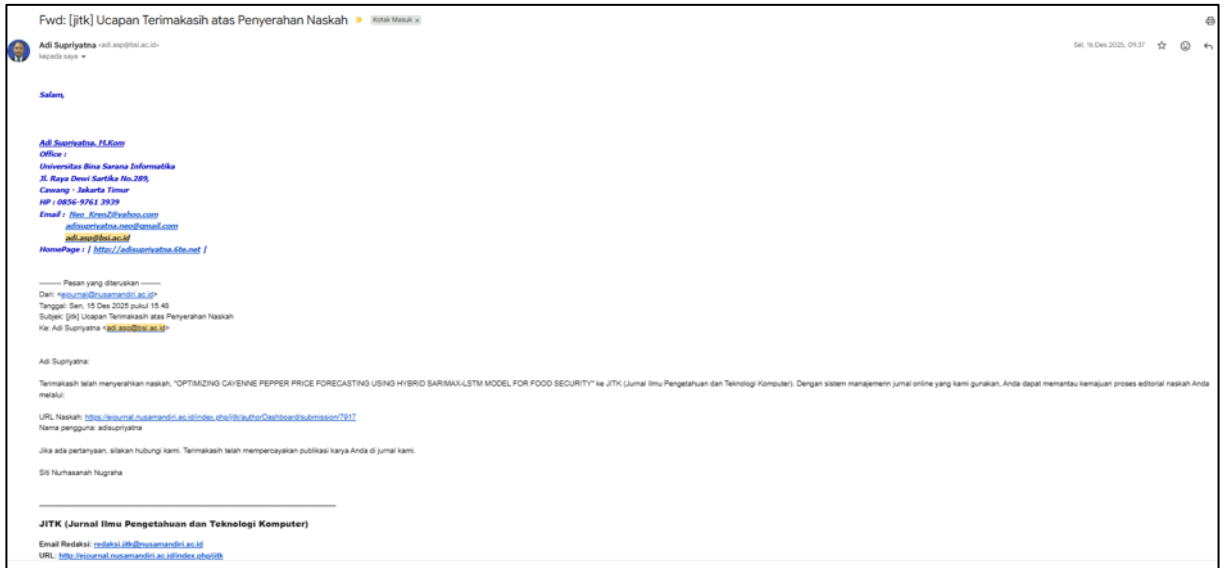 Fwd: [jitk] Ucapan Terimakasih atas Penyerahan Naskah Kotak Masuk x
Adi Supriyatna <adi.asp@bsi.ac.id> Sel, 16 Des 2025, 09.37
kepada saya
Salam,
Adi Supriyatna, M.Kom
Office :
Universitas Bina Sarana Informatika
Jl. Raya Dewi Sartika No.289,
Cawang - Jakarta Timur
HP : 0856-9761 3939
Email : Neo_KrenZ@yahoo.com
adisupriyatna.neo@gmail.com
adi.asp@bsi.ac.id
HomePage : [ http://adisupriyatna.6te.net ]
---------- Pesan yang diteruskan ---------
Dari: <ejournal@nusamandiri.ac.id>
Tanggal: Sen, 15 Des 2025 pukul 15.48
Subjek: [jitk] Ucapan Terimakasih atas Penyerahan Naskah
Ke: Adi Supriyatna <adi.asp@bsi.ac.id>
Adi Supriyatna:
Terimakasih telah menyerahkan naskah, "OPTIMIZING CAYENNE PEPPER PRICE FORECASTING USING HYBRID SARIMAX-LSTM MODEL FOR FOOD SECURITY" ke JITK (Jurnal Ilmu Pengetahuan dan Teknologi Komputer). Dengan sistem manajemenn jurnal online yang kami gunakan, Anda dapat memantau kemajuan proses editorial naskah Anda
melalui:
URL Naskah: https://ejournal.nusamandiri.ac.id/index.php/jitk/authorDashboard/submission/7917
Nama pengguna: adisupriyatna
Jika ada pertanyaan, silakan hubungi kami. Terimakasih telah mempercayakan publikasi karya Anda di jurnal kami.
Siti Nurhasanah Nugraha
JITK (Jurnal Ilmu Pengetahuan dan Teknologi Komputer)
Email Redaksi: redaksi.jitk@nusamandiri.ac.id
URL: http://ejournal.nusamandiri.ac.id/index.php/jitk